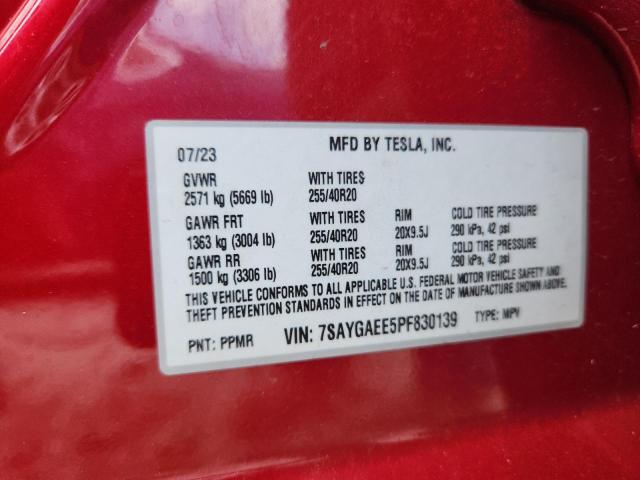 07/23 MFD BY TESLA, INC.
GVWR WITH TIRES
2571 kg (5669 lb) 255/40R20
GAWR FRT WITH TIRES RIM COLD TIRE PRESSURE
1363 kg (3004 lb) 255/40R20 20X9.5J 290 kPa, 42 psi
GAWR RR WITH TIRES RIM COLD TIRE PRESSURE
1500 kg (3306 lb) 255/40R20 20X9.5J 290 kPa, 42 psi
THIS VEHICLE CONFORMS TO ALL APPLICABLE U.S. FEDERAL MOTOR VEHICLE SAFETY AND
THEFT PREVENTION STANDARDS IN EFFECT ON THE DATE OF MANUFACTURE SHOWN ABOVE.
PNT: PPMR VIN: 7SAYGAEE5PF830139 TYPE: MPV